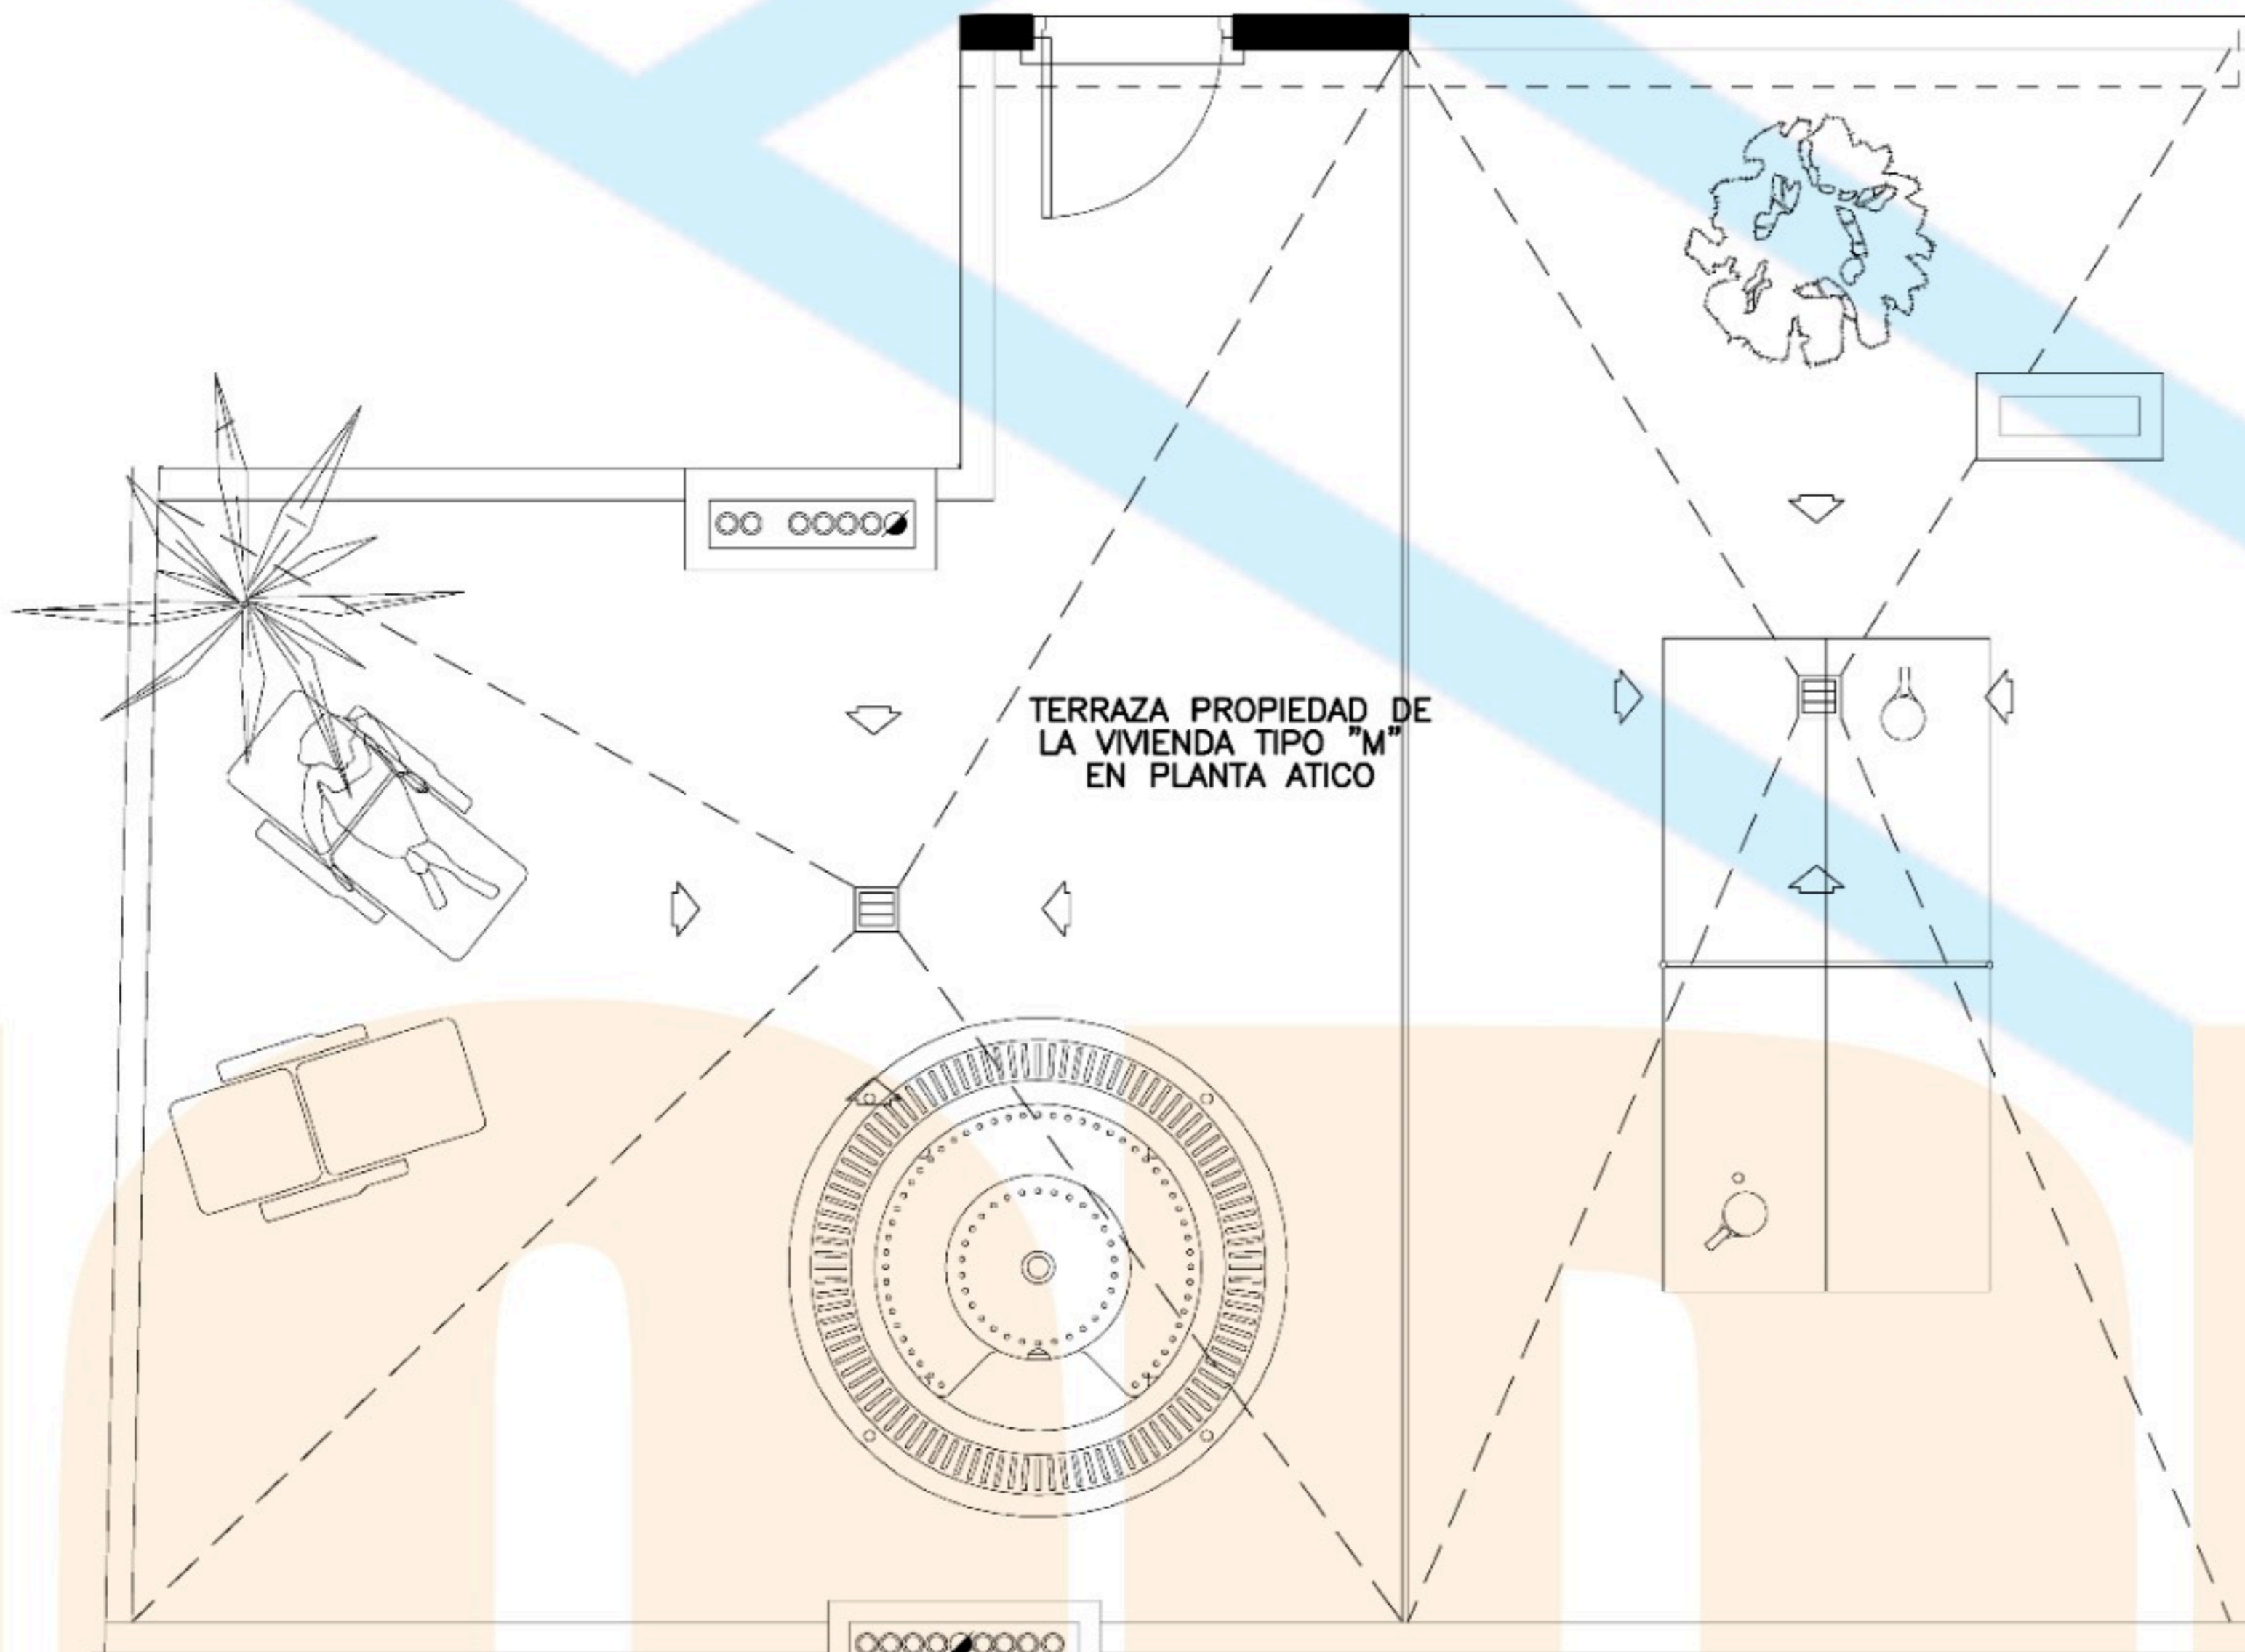 TERRAZA PROPIEDAD DE
LA VIVIENDA TIPO "M"
EN PLANTA ATICO